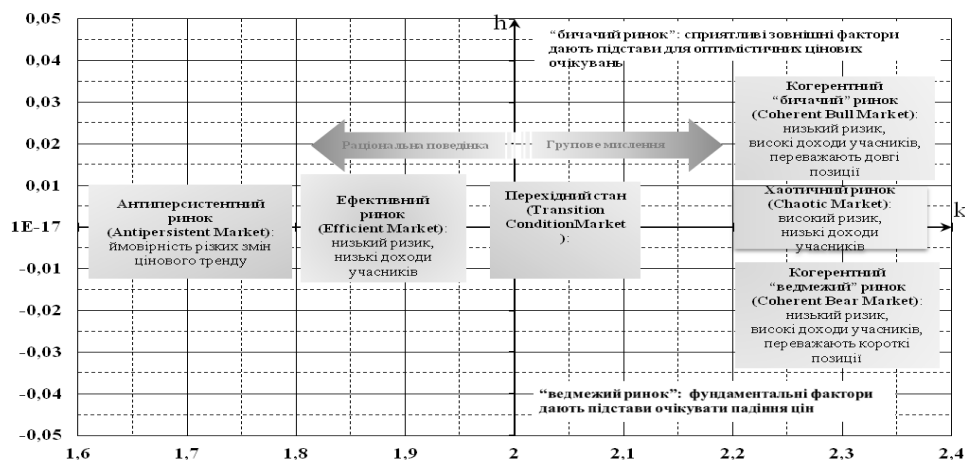 0,05
h
“бичачий ринок”: сприятливі зовнішні фактори
дають підстави для оптимістичних цінових
очікувань
0,04
0,03
Когерентний
“бичачий” ринок
(Coherent Bull Market):
низький ризик,
високі доходи учасників,
переважають довгі
позиції
0,02
Раціональна поведінка
Групове мислення
0,01
Антиперсистентний
ринок
(Antipersistent Market):
ймовірність різких змін
цінового тренду
Ефективний
ринок
(Efficient Market):
низький ризик,
низькі доходи
учасників
Перехідний стан
(Transition
ConditionMarket
):
Хаотичний ринок
(Chaotic Market):
високий ризик,
низькі доходи
учасників
k
1E-17
-0,01
Когерентний
“ведмежий” ринок
(Coherent Bear Market):
низький ризик,
високі доходи учасників,
переважають короткі
позиції
-0,02
-0,03
-0,04
“ведмежий ринок”: фундаментальні фактори
дають підстави очікувати падіння цін
-0,05
1,6 1,7 1,8 1,9 2 2,1 2,2 2,3 2,4